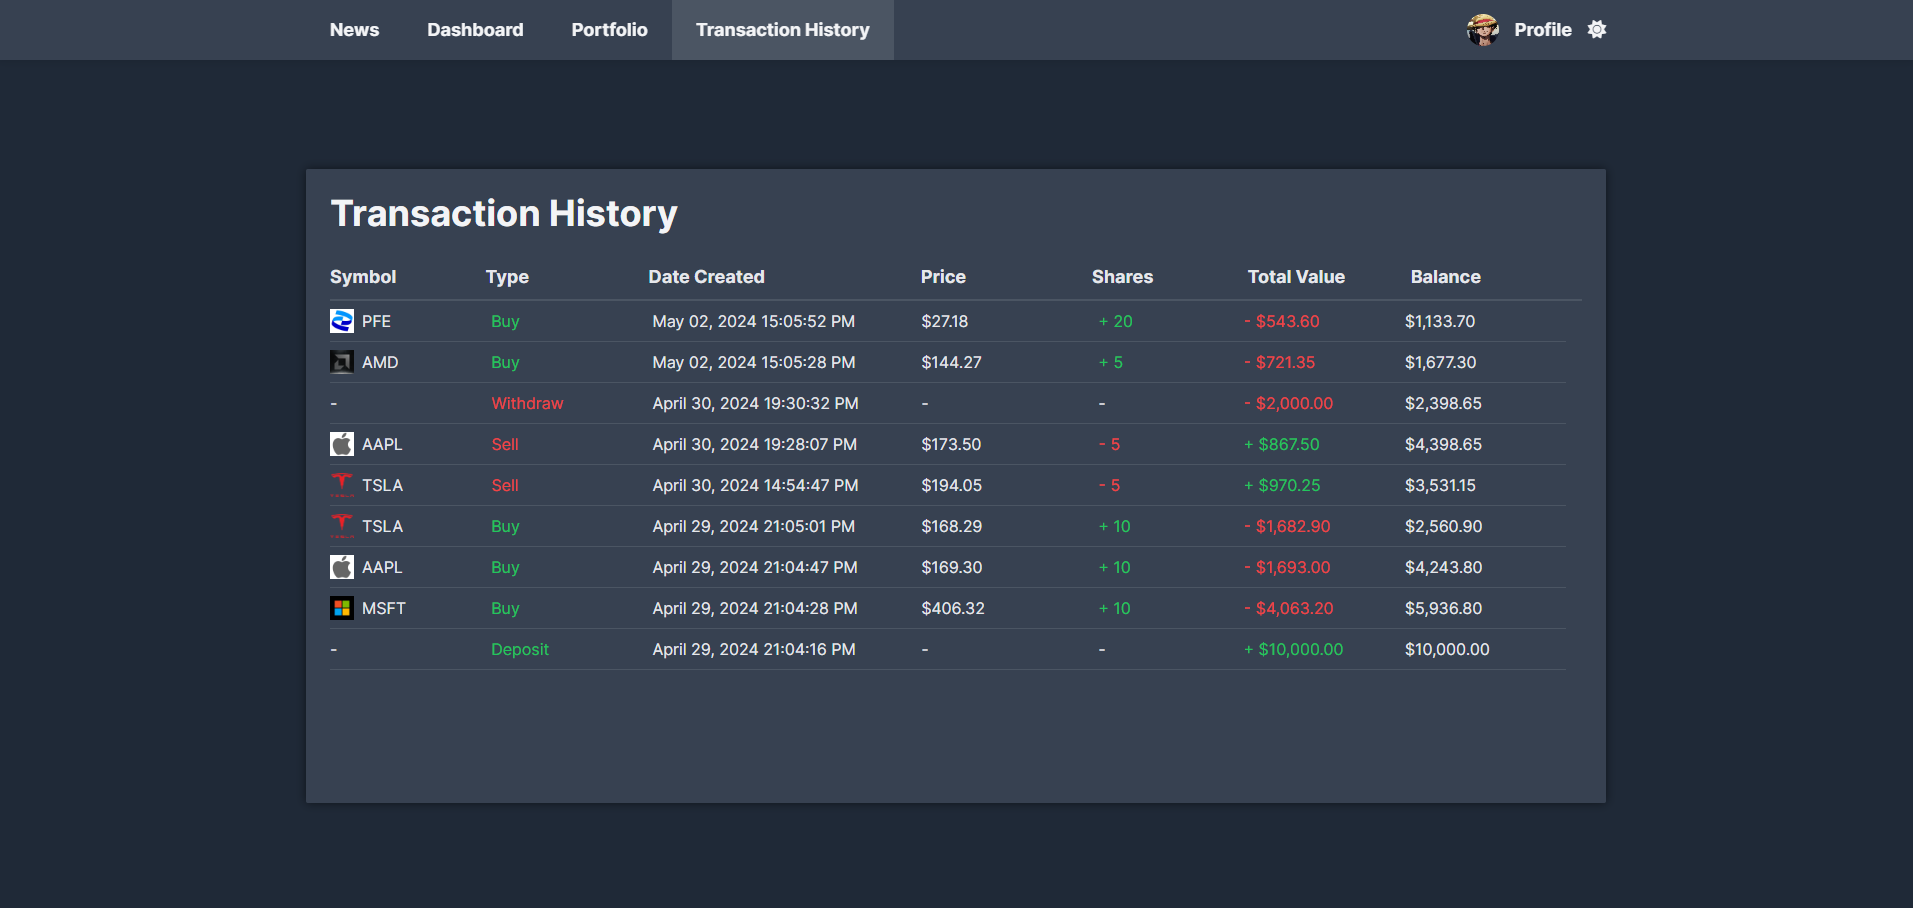 News Dashboard Portfolio Transaction History Profile
Transaction History
Symbol Type Date Created Price Shares Total Value Balance
PFE Buy May 02, 2024 15:05:52 PM $27.18 + 20 - $543.60 $1,133.70
AMD Buy May 02, 2024 15:05:28 PM $144.27 + 5 - $721.35 $1,677.30
- Withdraw April 30, 2024 19:30:32 PM - - - $2,000.00 $2,398.65
AAPL Sell April 30, 2024 19:28:07 PM $173.50 - 5 + $867.50 $4,398.65
TSLA Sell April 30, 2024 14:54:47 PM $194.05 - 5 + $970.25 $3,531.15
TSLA Buy April 29, 2024 21:05:01 PM $168.29 + 10 - $1,682.90 $2,560.90
AAPL Buy April 29, 2024 21:04:47 PM $169.30 + 10 - $1,693.00 $4,243.80
MSFT Buy April 29, 2024 21:04:28 PM $406.32 + 10 - $4,063.20 $5,936.80
- Deposit April 29, 2024 21:04:16 PM - - + $10,000.00 $10,000.00